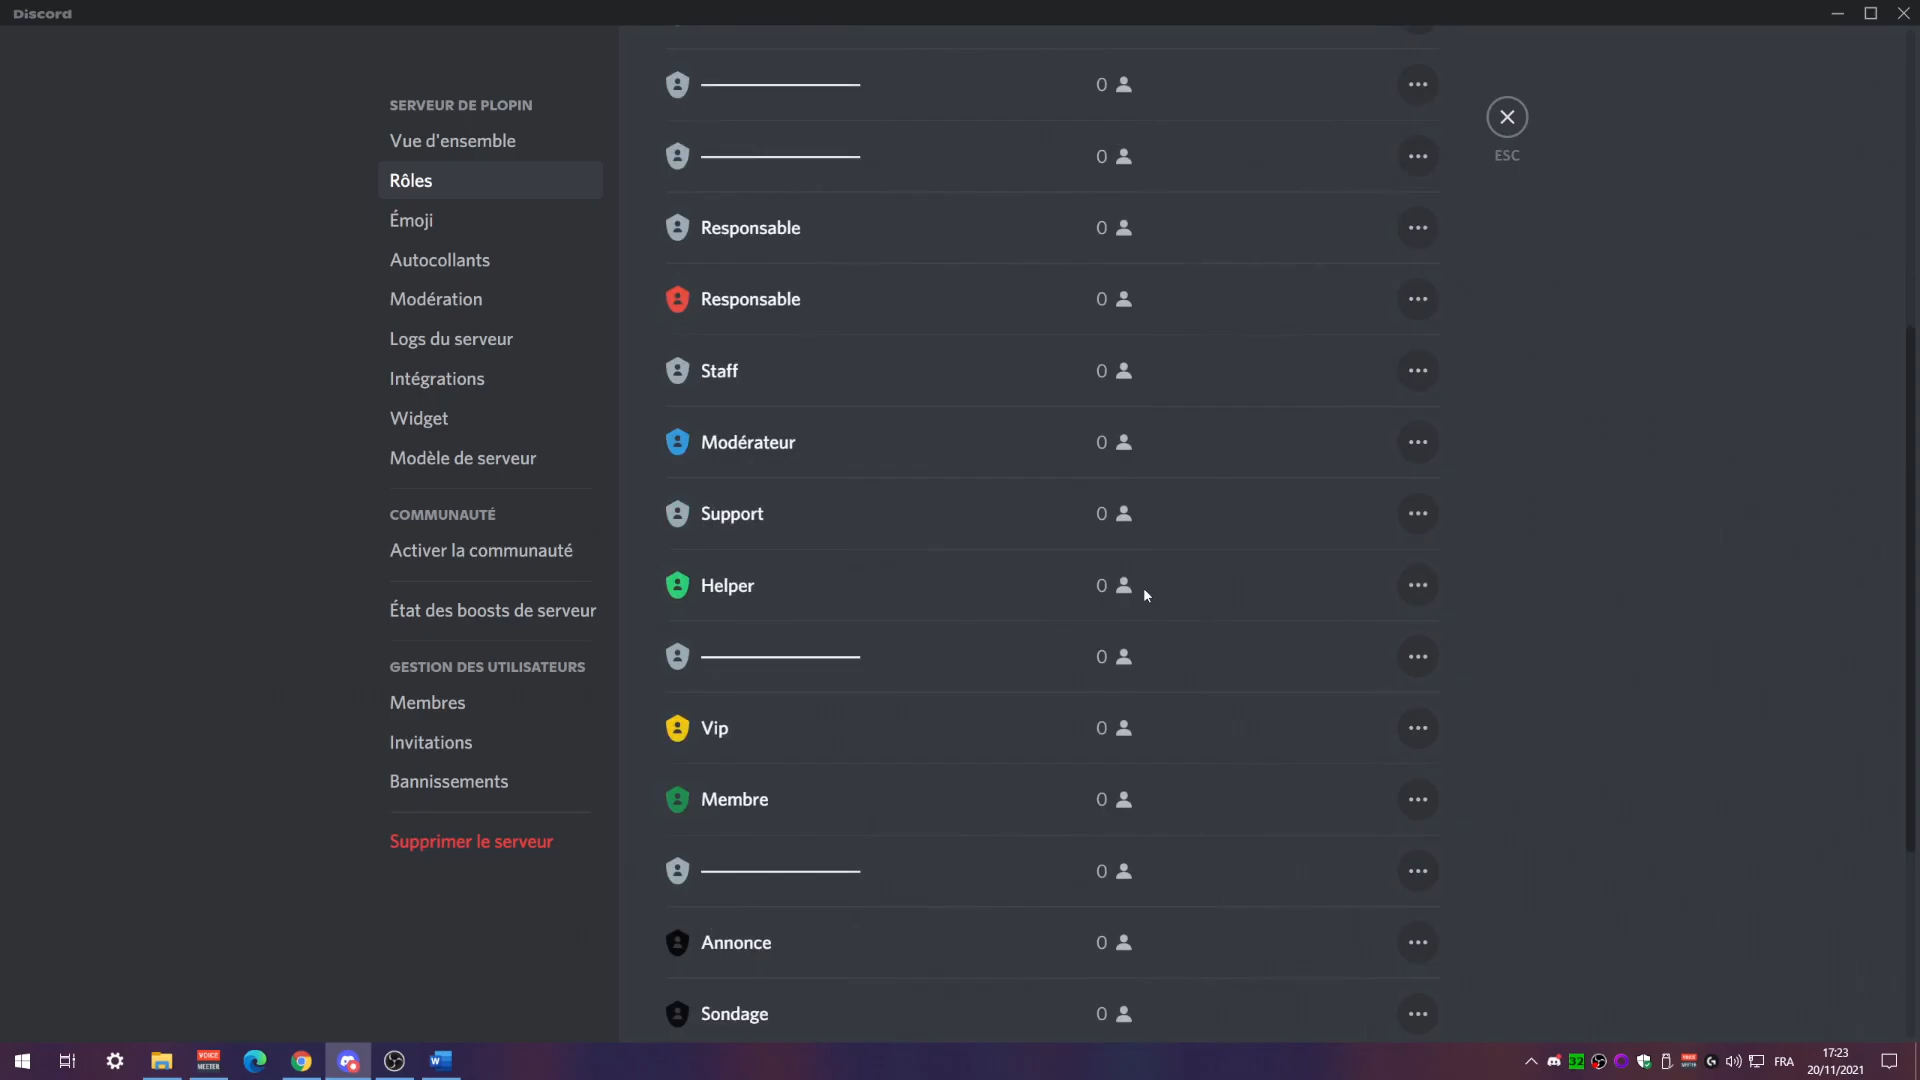 Discord
SERVEUR DE PLOPIN
Vue d'ensemble
Rôles
Émoji
Autocollants
Modération
Logs du serveur
Intégrations
Widget
Modèle de serveur
COMMUNAUTÉ
Activer la communauté
État des boosts de serveur
GESTION DES UTILISATEURS
Membres
Invitations
Bannissements
Supprimer le serveur
0
0
Responsable 0
Responsable 0
Staff 0
Modérateur 0
Support 0
Helper 0
0
Vip 0
Membre 0
0
Annonce 0
Sondage 0
ESC
VOICE
MEETER
W
32
FRA
17:23
20/11/2021